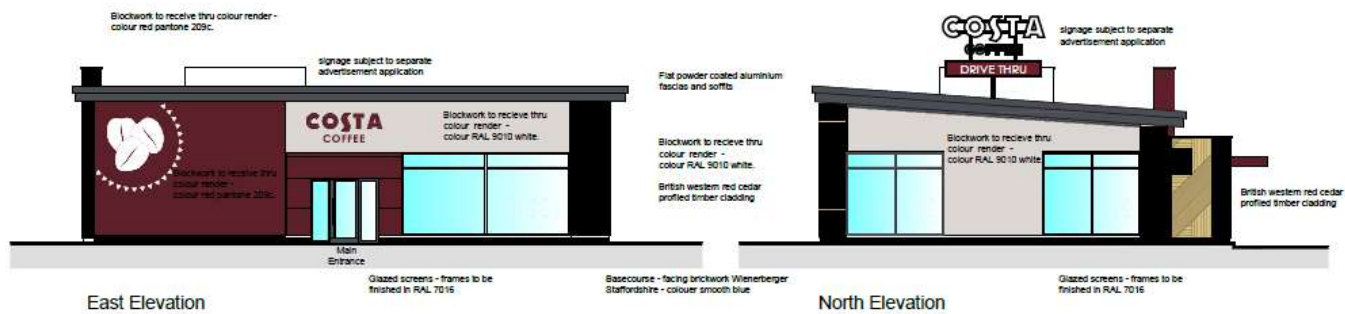 Blockwork to receive thru colour render -
colour red pantone 209c.
signage subject to separate
advertisement application
COSTA
COFFEE
Blockwork to recieve thru
colour render -
colour RAL 9010 white.
Blockwork to receive thru
colour render -
colour red pantone 209c.
Main
Entrance
Glazed screens - frames to be
finished in RAL 7016
East Elevation
Flat powder coated aluminium
fascias and soffits
Blockwork to recieve thru
colour render -
colour RAL 9010 white.
British western red cedar
profiled timber cladding
Basecourse - facing brickwork Wienerberger
Staffordshire - colouer smooth blue
COSTA
COFFEE
DRIVE THRU
signage subject to separate
advertisement application
Blockwork to recieve thru
colour render -
colour RAL 9010 white.
British western red cedar
profiled timber cladding
Glazed screens - frames to be
finished in RAL 7016
North Elevation